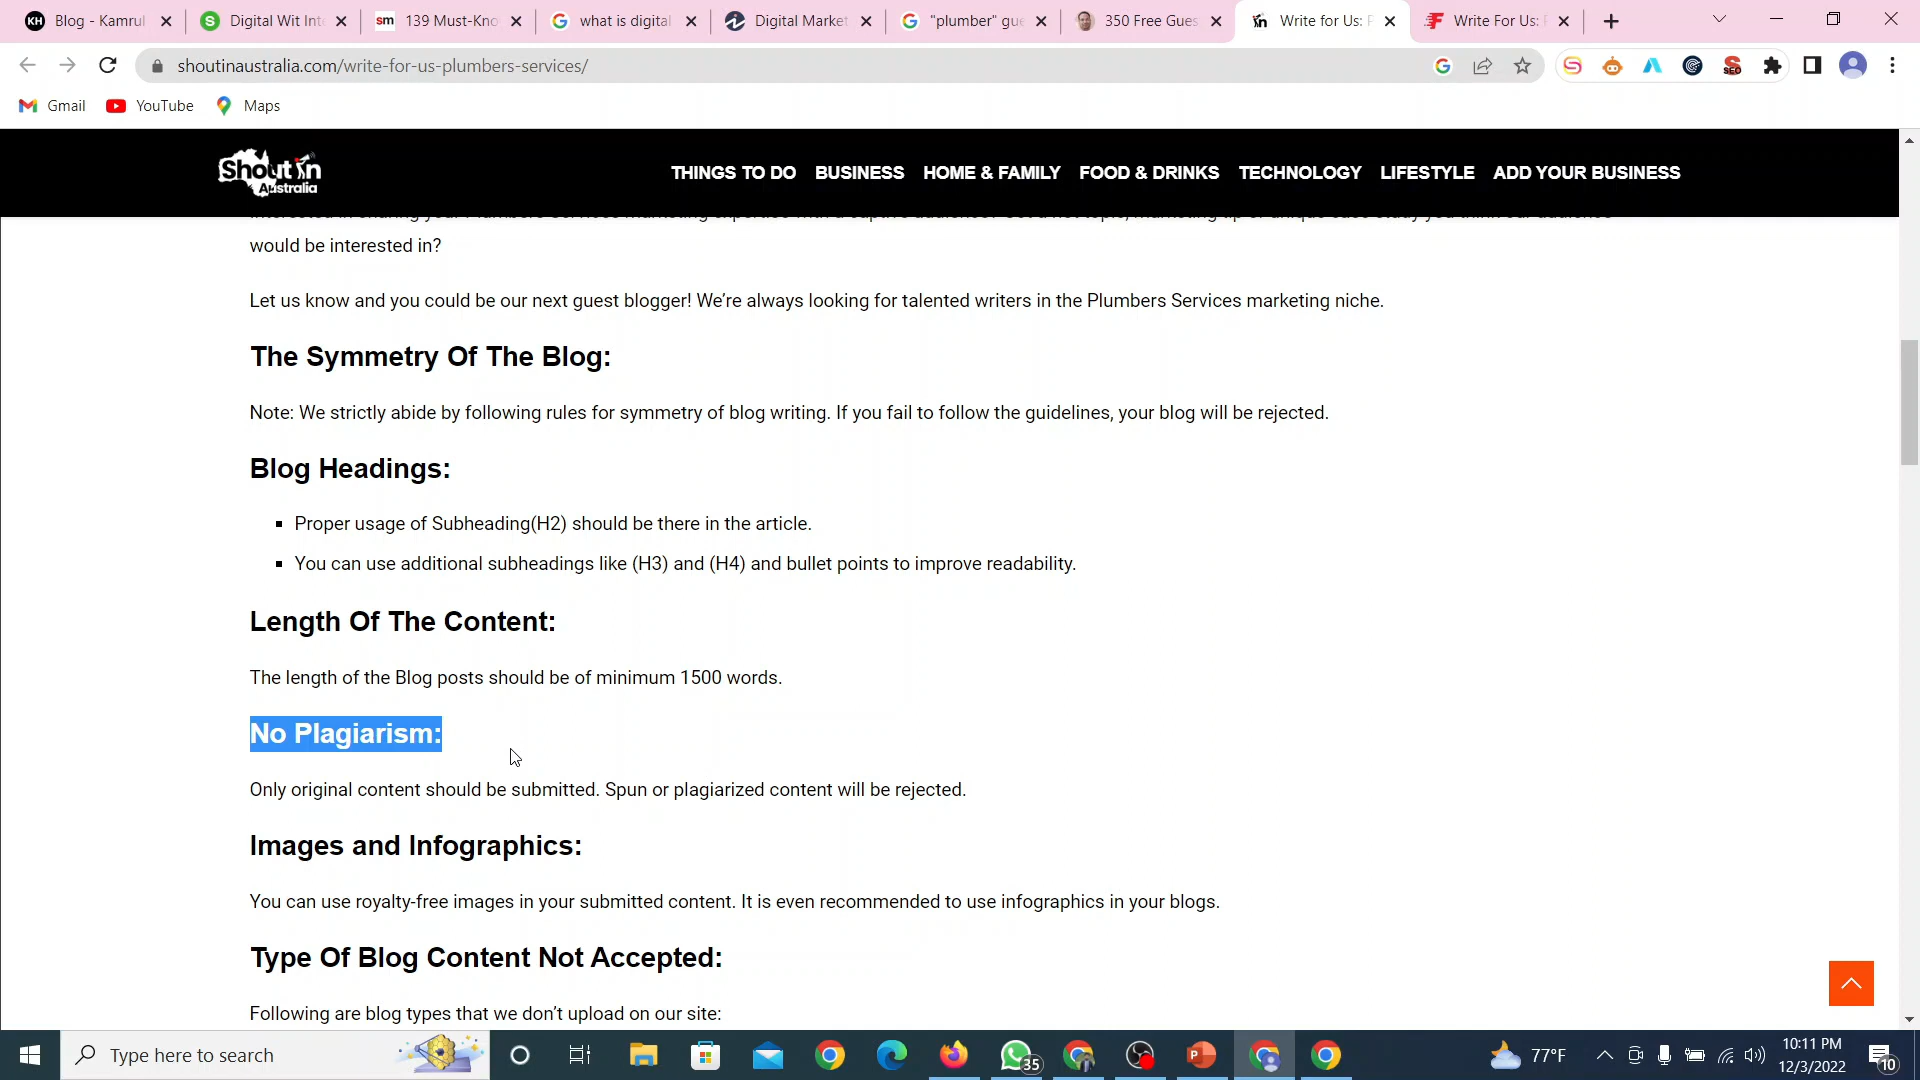 Blog - Kamrul
Digital Wit Inte
139 Must-Kno
what is digital
Digital Market
"plumber" gue
350 Free Gues
Write for Us: P
Write For Us: F
shoutinaustralia.com/write-for-us-plumbers-services/
Gmail YouTube Maps
Shout in
Australia
THINGS TO DO BUSINESS HOME & FAMILY FOOD & DRINKS TECHNOLOGY LIFESTYLE ADD YOUR BUSINESS
would be interested in?
Let us know and you could be our next guest blogger! We’re always looking for talented writers in the Plumbers Services marketing niche.
The Symmetry Of The Blog:
Note: We strictly abide by following rules for symmetry of blog writing. If you fail to follow the guidelines, your blog will be rejected.
Blog Headings:
Proper usage of Subheading(H2) should be there in the article.
You can use additional subheadings like (H3) and (H4) and bullet points to improve readability.
Length Of The Content:
The length of the Blog posts should be of minimum 1500 words.
No Plagiarism:
Only original content should be submitted. Spun or plagiarized content will be rejected.
Images and Infographics:
You can use royalty-free images in your submitted content. It is even recommended to use infographics in your blogs.
Type Of Blog Content Not Accepted:
Following are blog types that we don’t upload on our site:
Type here to search
35
77°F
10:11 PM
12/3/2022
10